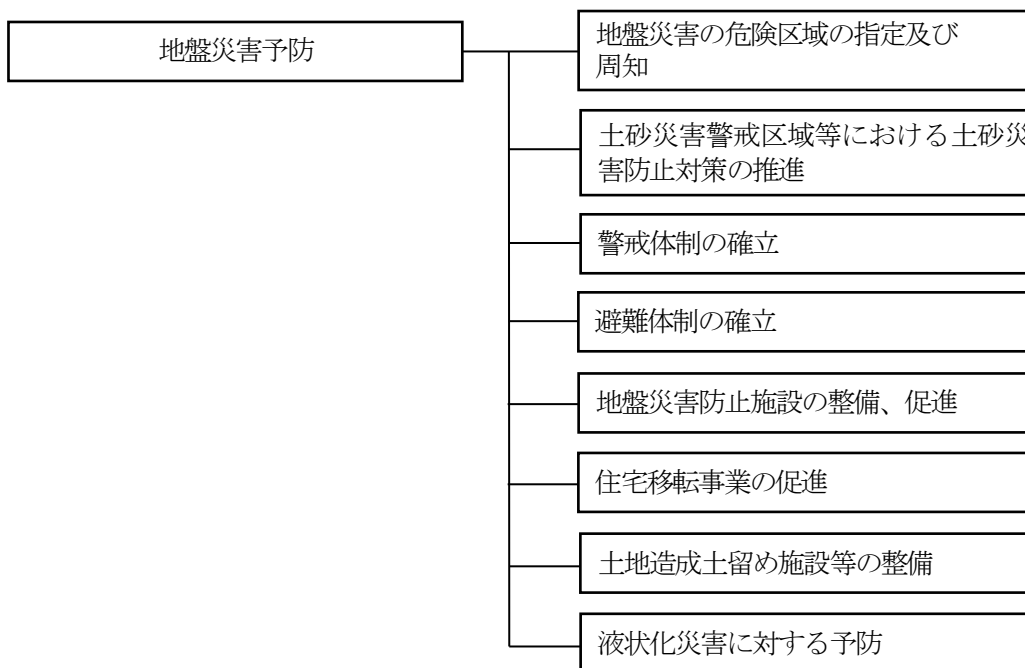 地盤災害予防
地盤災害の危険区域の指定及び
周知
土砂災害警戒区域等における土砂災
害防止対策の推進
警戒体制の確立
避難体制の確立
地盤災害防止施設の整備、促進
住宅移転事業の促進
土地造成土留め施設等の整備
液状化災害に対する予防